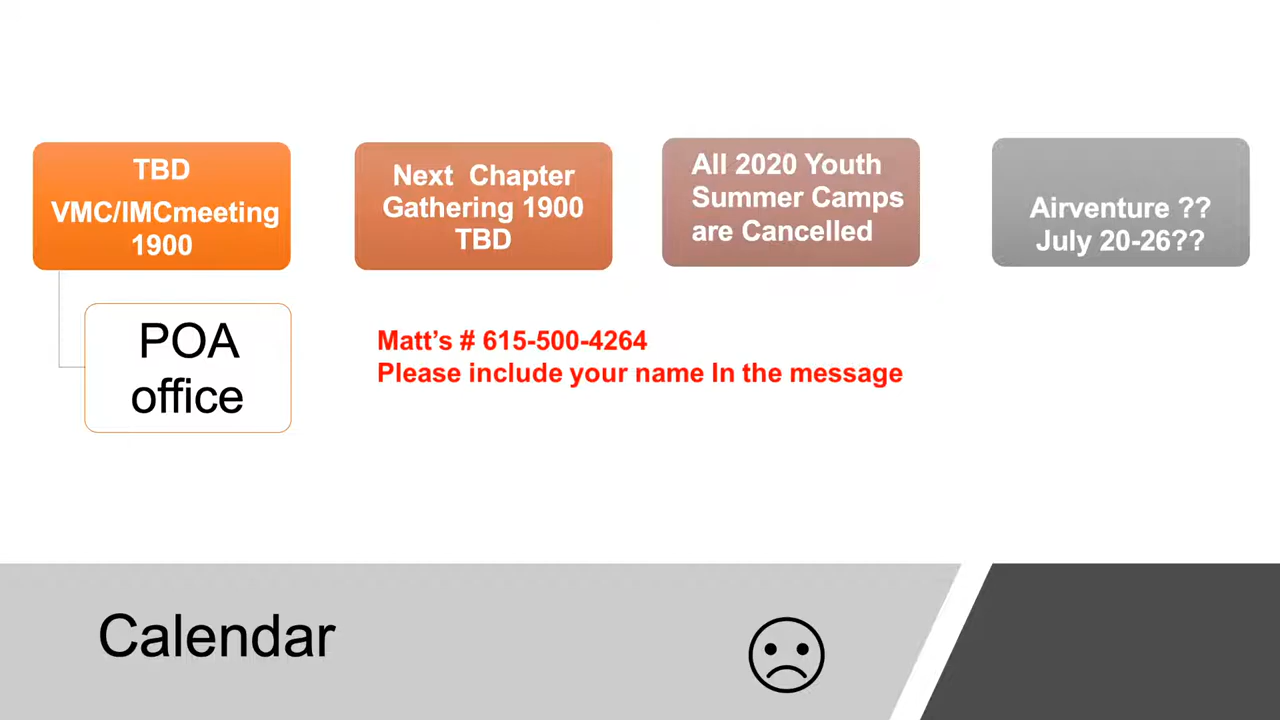 TBD
VMC/IMCmeeting
1900
Next  Chapter
Gathering 1900
TBD
All 2020 Youth
Summer Camps
are Cancelled
Airventure ??
July 20-26??
POA
office
Matt’s # 615-500-4264
Please include your name In the message
Calendar